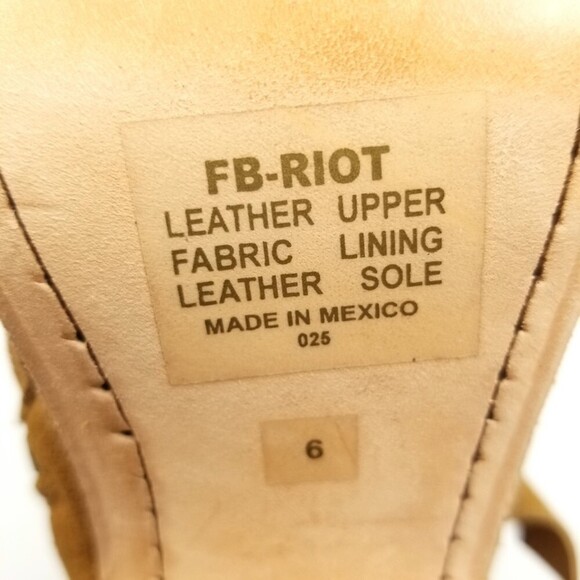 FB-RIOT
LEATHER UPPER
FABRIC LINING
LEATHER SOLE
MADE IN MEXICO
025
6